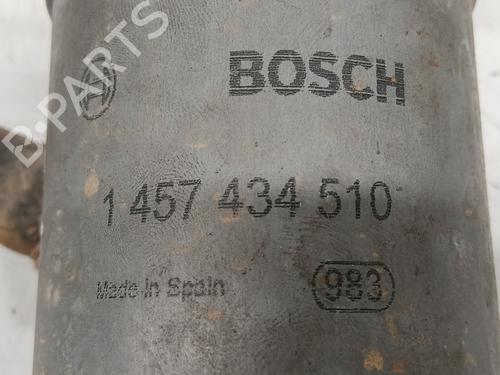 B-PARTS
BOSCH
1 457 434 510
Made in Spain
983